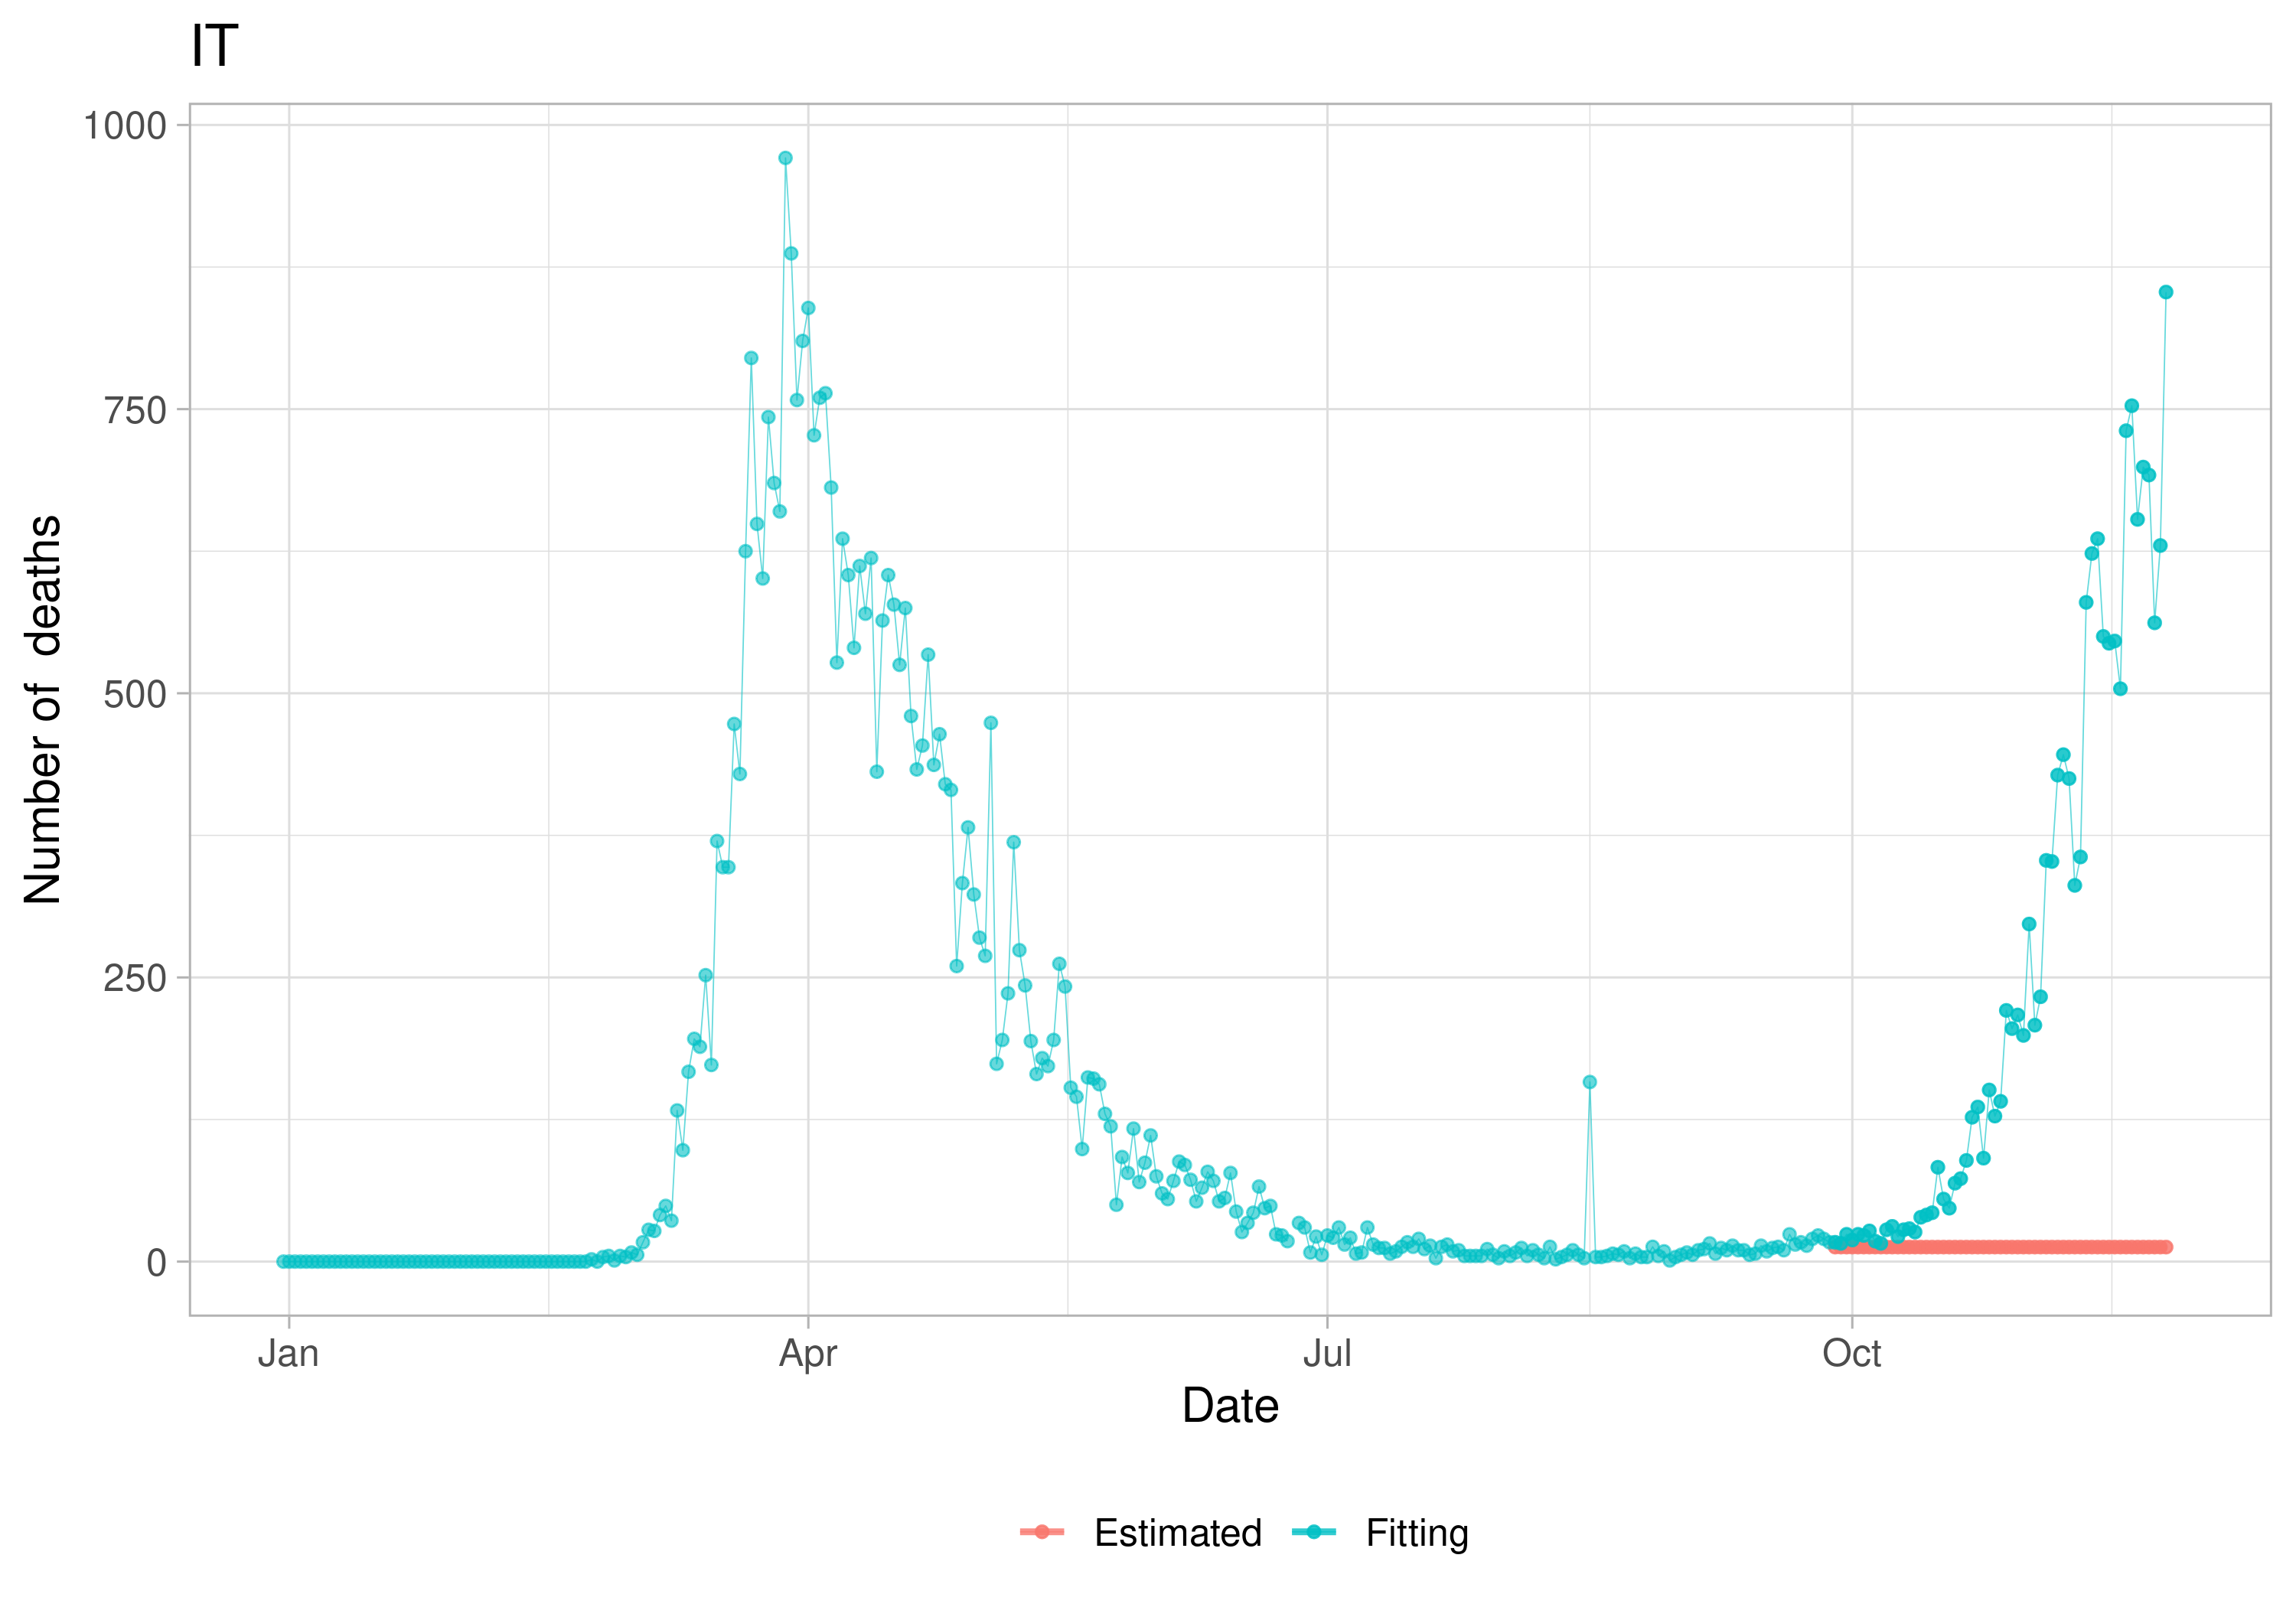 IT
1000
750
500
250
0
Number of deaths
Jan Apr Jul Oct
Date
Estimated Fitting